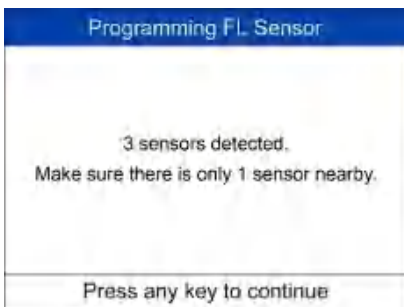 Programming FL Sensor
3 sensors detected.
Make sure there is only 1 sensor nearby.
Press any key to continue